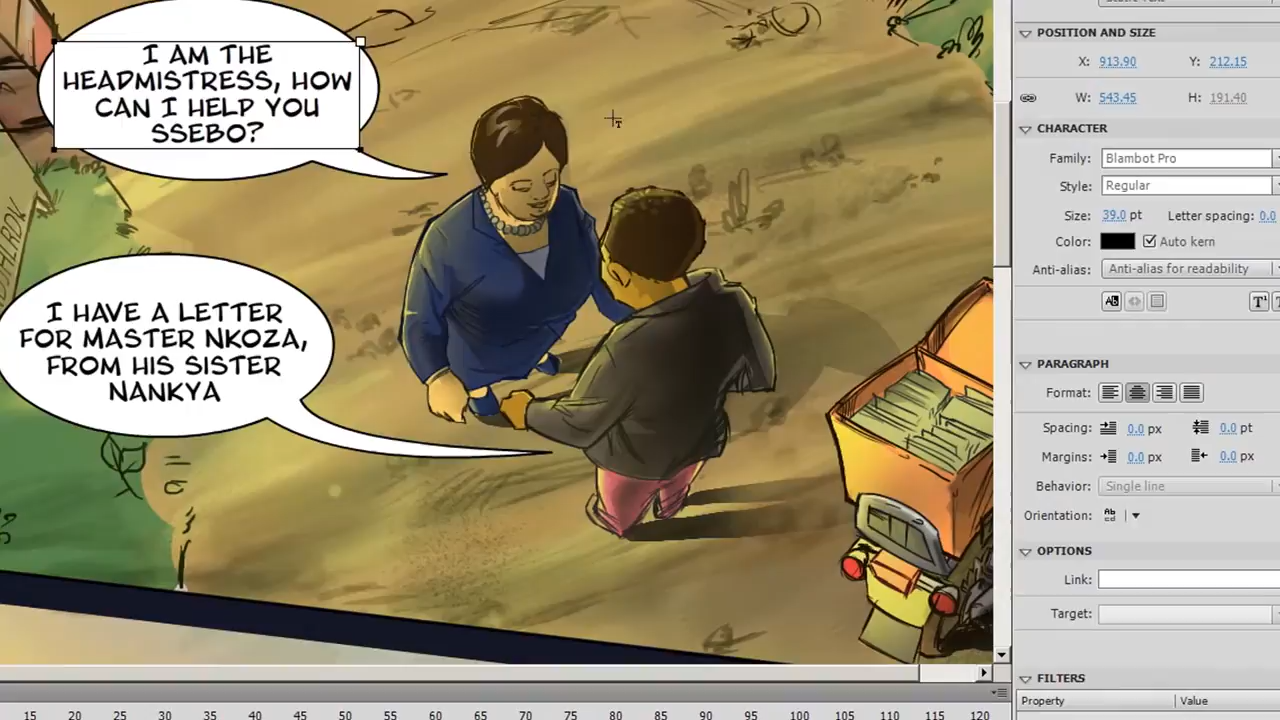 I AM THE
HEADMISTRESS, HOW
CAN I HELP YOU
SSEBO?
I HAVE A LETTER
FOR MASTER NKOZA,
FROM HIS SISTER
NANKYA
POSITION AND SIZE
X: 913.90 Y: 212.15
W: 543.45 H: 191.40
CHARACTER
Family: Blambot Pro
Style: Regular
Size: 39.0 pt Letter spacing: 0.0
Color: Auto kern
Anti-alias: Anti-alias for readability
PARAGRAPH
Format:
Spacing: 0.0 px 0.0 pt
Margins: 0.0 px 0.0 px
Behavior: Single line
Orientation:
OPTIONS
Link:
Target:
FILTERS
Property Value
15 20 25 30 35 40 45 50 55 60 65 70 75 80 85 90 95 100 105 110 115 120